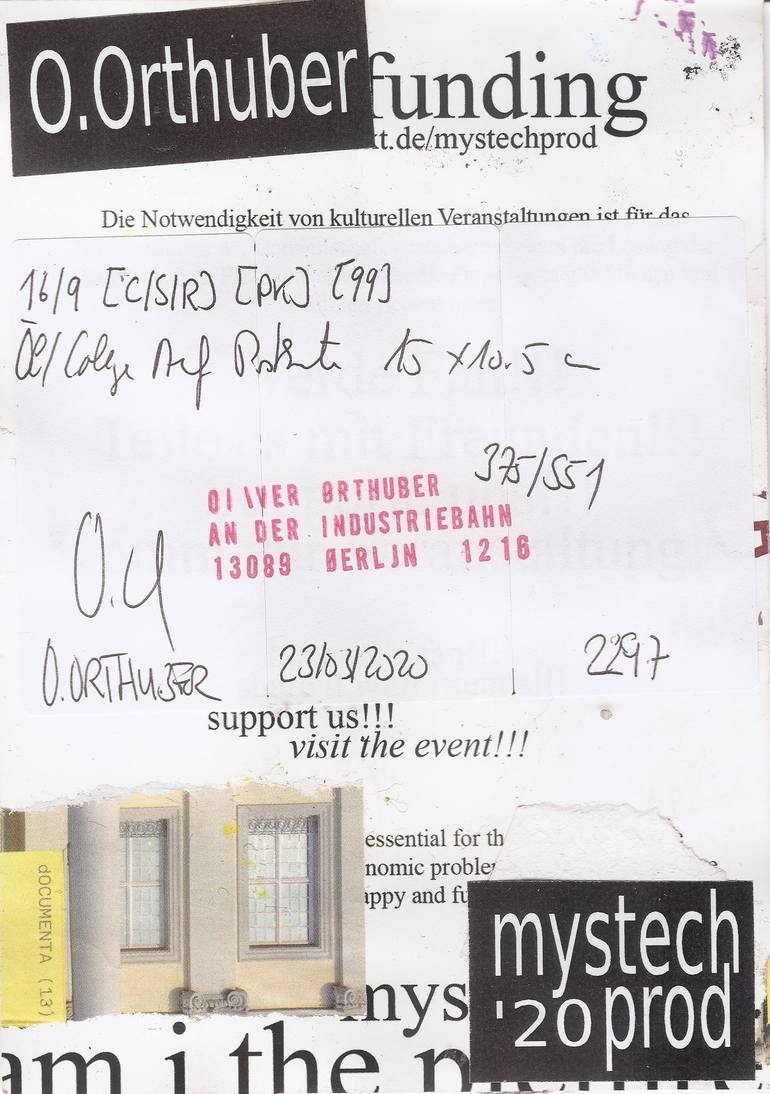 O.Orthuber
funding
kt.de/mystechprod
Die Notwendigkeit von kulturellen Veranstaltungen ist für das
16/9 [C/S/R] [PK] [99]
Öl/ Auf 15 x 10.5 c
375/551
OLIVER ORTHUBER
AN DER INDUSTRIEBAHN
13089 BERLIN 1216
O.
O.ORTHUBER 23/03/2020 2297
support us!!!
visit the event!!!
essential for th
nomic proble
appy and fu
dOCUMENTA (13)
mystech
'20 prod
mys
am i the